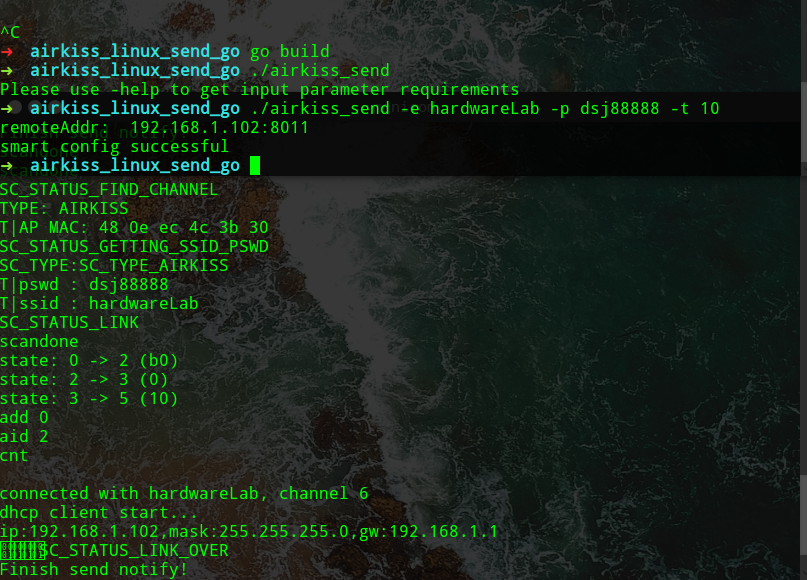 ^C
→ airkiss_linux_send_go go build
→ airkiss_linux_send_go ./airkiss_send
Please use -help to get input parameter requirements
→ airkiss_linux_send_go ./airkiss_send -e hardwareLab -p dsj88888 -t 10
remoteAddr:  192.168.1.102:8011
smart config successful
→ airkiss_linux_send_go
SC_STATUS_FIND_CHANNEL
TYPE: AIRKISS
T|AP MAC: 48 0e ec 4c 3b 30
SC_STATUS_GETTING_SSID_PSWD
SC_TYPE:SC_TYPE_AIRKISS
T|pswd : dsj88888
T|ssid : hardwareLab
SC_STATUS_LINK
scandone
state: 0 -> 2 (b0)
state: 2 -> 3 (0)
state: 3 -> 5 (10)
add 0
aid 2
cnt
connected with hardwareLab, channel 6
dhcp client start...
ip:192.168.1.102,mask:255.255.255.0,gw:192.168.1.1
SC_STATUS_LINK_OVER
Finish send notify!